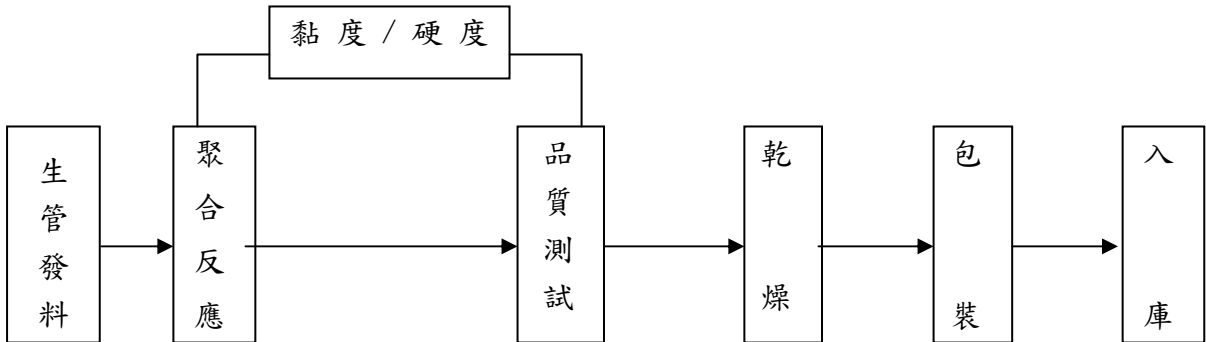 黏度/硬度
生管發料
聚合反應
品質測試
乾燥
包裝
入庫